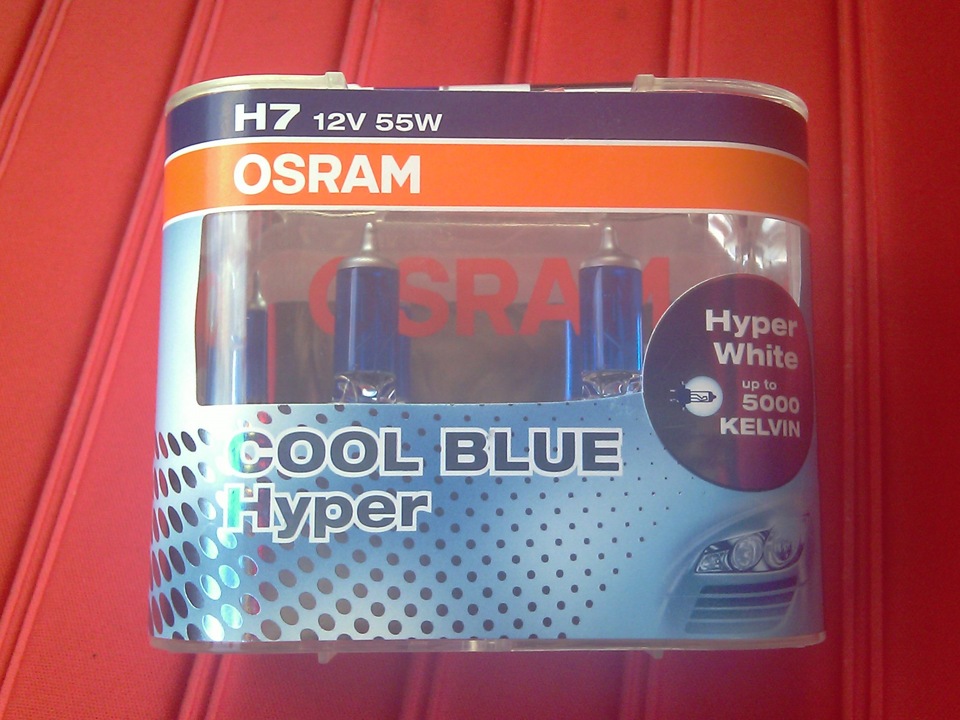 H7 12V 55W
OSRAM
OSRAM
Hyper
White
up to
5000
KELVIN
COOL BLUE
Hyper